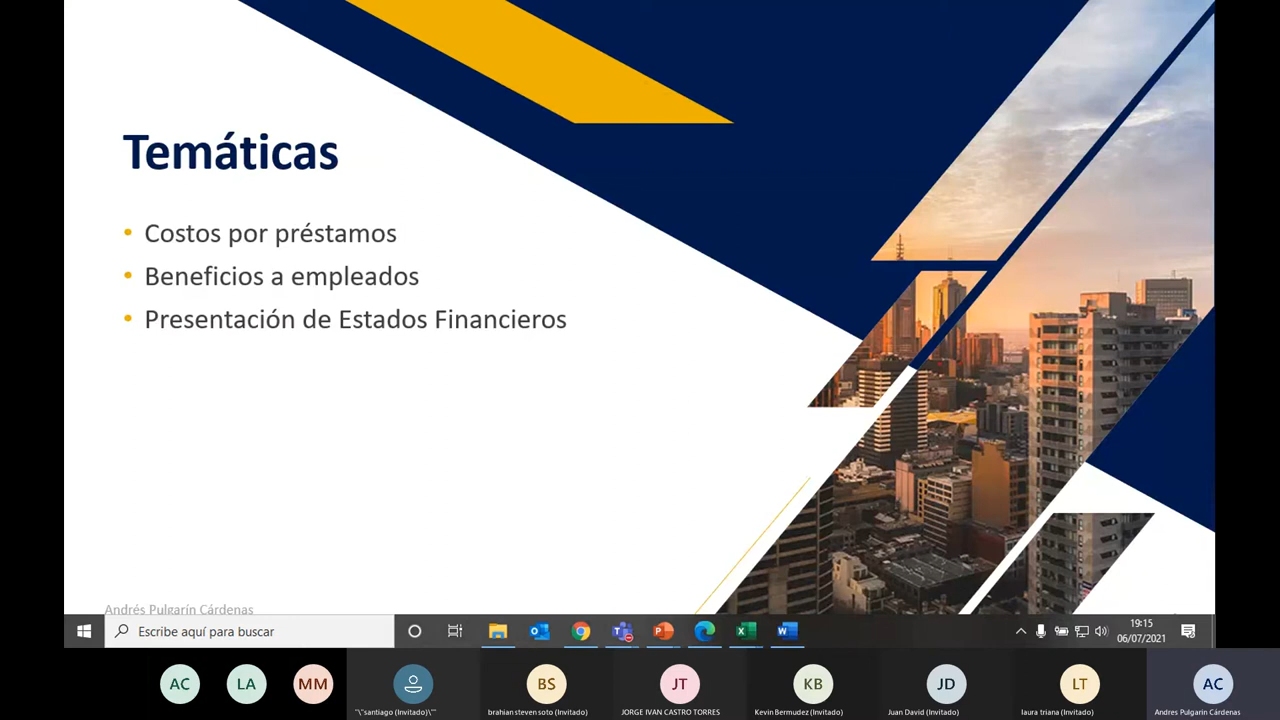 Temáticas
• Costos por préstamos
• Beneficios a empleados
• Presentación de Estados Financieros
Andrés Pulgarín Cárdenas
Escribe aquí para buscar
19:15
06/07/2021
AC
LA
MM
BS
JT
KB
JD
LT
AC
"\"santiago (Invitado)\""
brahian steven soto (Invitado)
JORGE IVAN CASTRO TORRES
Kevin Bermudez (Invitado)
Juan David (Invitado)
laura triana (Invitado)
Andres Pulgarin Cárdenas